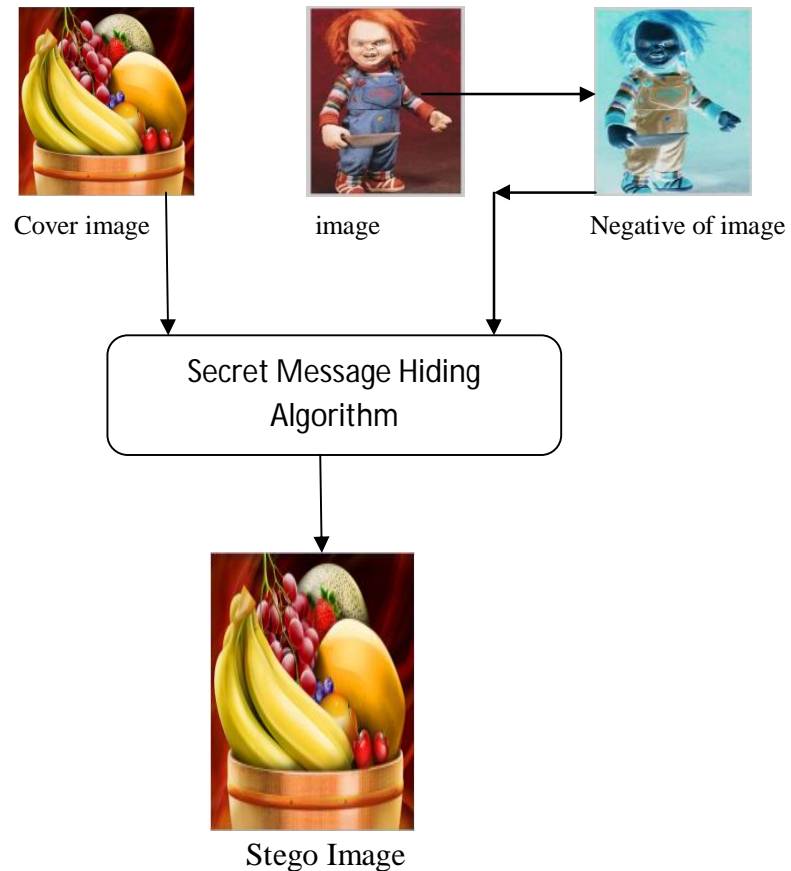 Cover image
image
Negative of image
Secret Message Hiding
Algorithm
Stego Image